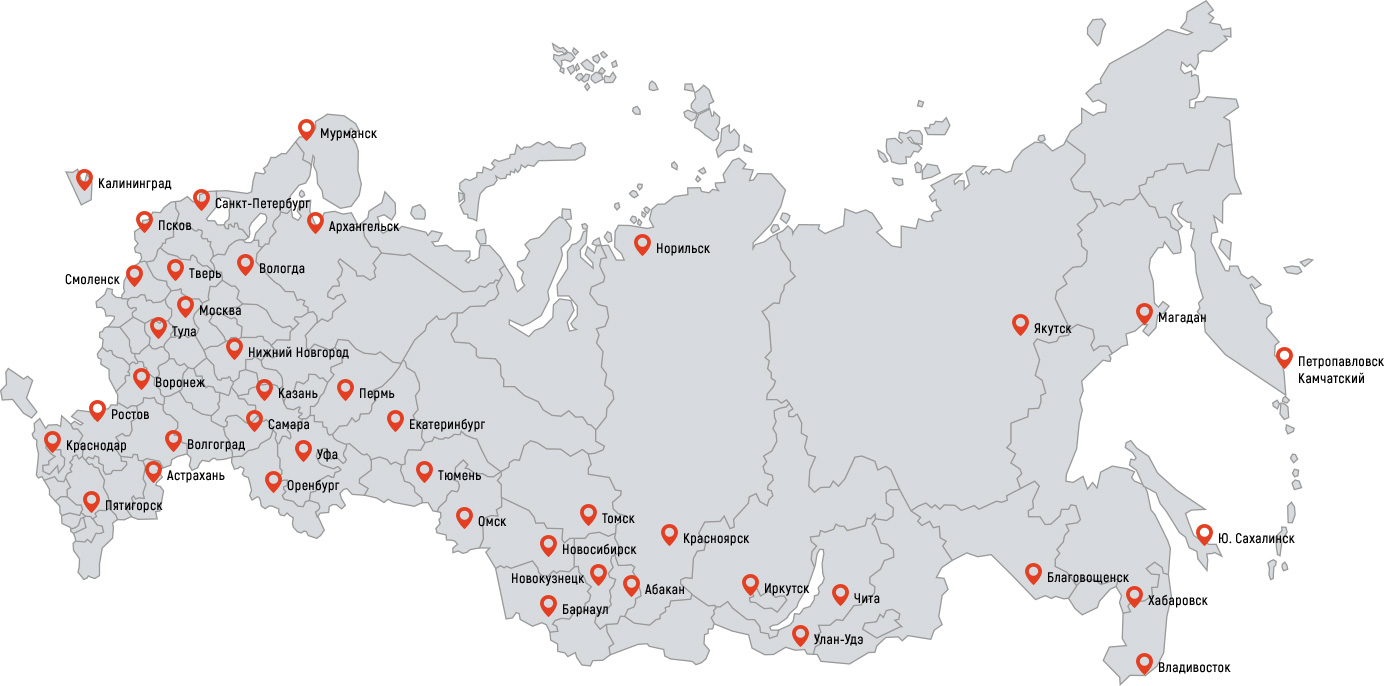 Мурманск
Калининград
Санкт-Петербург
Псков
Архангельск
Норильск
Вологда
Тверь
Смоленск
Москва
Магадан
Якутск
Тула
Нижний Новгород
Петропавловск
Камчатский
Воронеж
Казань
Пермь
Ростов
Самара
Екатеринбург
Краснодар
Волгоград
Уфа
Астрахань
Тюмень
Оренбург
Пятигорск
Омск
Томск
Красноярск
Ю. Сахалинск
Новосибирск
Новокузнецк
Благовощенск
Абакан
Иркутск
Чита
Хабаровск
Барнаул
Улан-Удэ
Владивосток